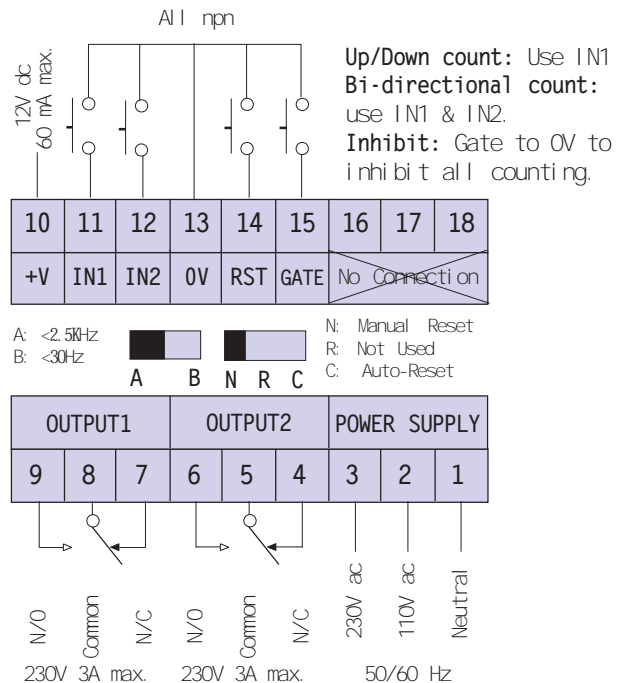 All npn
12V dc
60 mA max.
Up/Down count: Use IN1
Bi-directional count:
use IN1 & IN2.
Inhibit: Gate to 0V to
inhibit all counting.
10 11 12 13 14 15 16 17 18
+V IN1 IN2 0V RST GATE No Connection
A: <2.5KHz
B: <30Hz
A B
N R C
N: Manual Reset
R: Not Used
C: Auto-Reset
OUTPUT1 OUTPUT2 POWER SUPPLY
9 8 7 6 5 4 3 2 1
N/O Common N/C N/O Common N/C 230V ac 110V ac Neutral
230V 3A max. 230V 3A max. 50/60 Hz